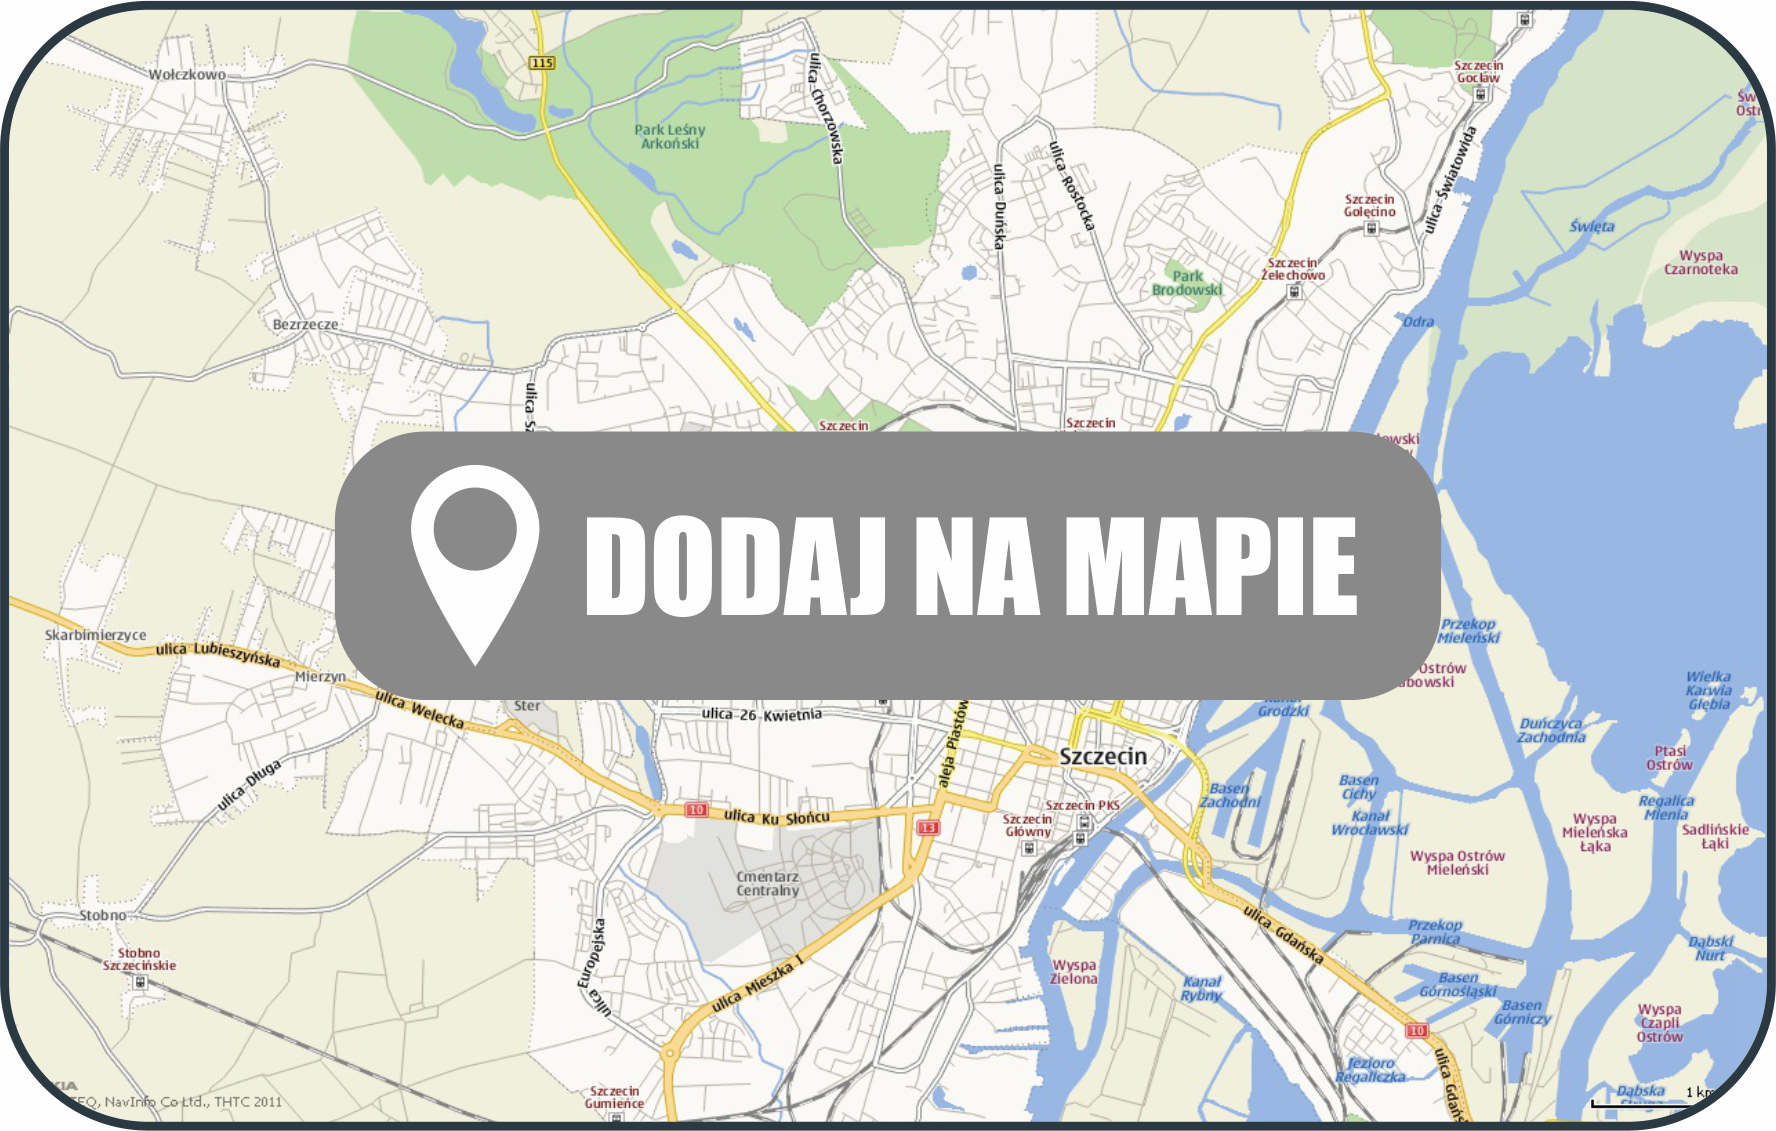 115
Wołczkowo
ulica Chorzowska
Park Leśny
Arkoński
Szczecin
Gocław
ulica Duńska
ulica Rostocka
ulica Światowida
Szczecin
Golęcino
Święta
Wyspa
Czarnoteka
Szczecin
Żelechowo
Park
Brodowski
Bezrzecze
Odra
ulica
Szczecin
Szczecin
DODAJ NA MAPIE
Skarbimierzyce
ulica Lubieszyńska
Mierzyn
ulica Welecka
Ster
ulica 26 Kwietnia
aleja Piastów
Szczecin
Przekop
Mieleński
Ostrów
Grodzki
Wielka
Karwia
Głębia
Duńczyca
Zachodnia
Ptasi
Ostrów
ulica Długa
10
ulica Ku Słońcu
13
Szczecin PKS
Szczecin
Główny
Basen
Zachodni
Basen
Cichy
Kanał
Wrocławski
Regalica
Mienia
Wyspa
Mieleńska
Łąka
Sadlińskie
Łąki
Wyspa Ostrów
Mieleński
Cmentarz
Centralny
Stobno
Stobno
Szczecińskie
ulica Europejska
ulica Mieszka I
ulica Gdańska
Przekop
Parnica
Dąbski
Nurt
Wyspa
Zielona
Kanał
Rybny
Basen
Górnośląski
Basen
Górniczy
Wyspa
Czapli
Ostrów
10
Jezioro
Regaliczka
Szczecin
Gumieńce
Dąbska
NavInfo Co Ltd., THTC 2011
1 km